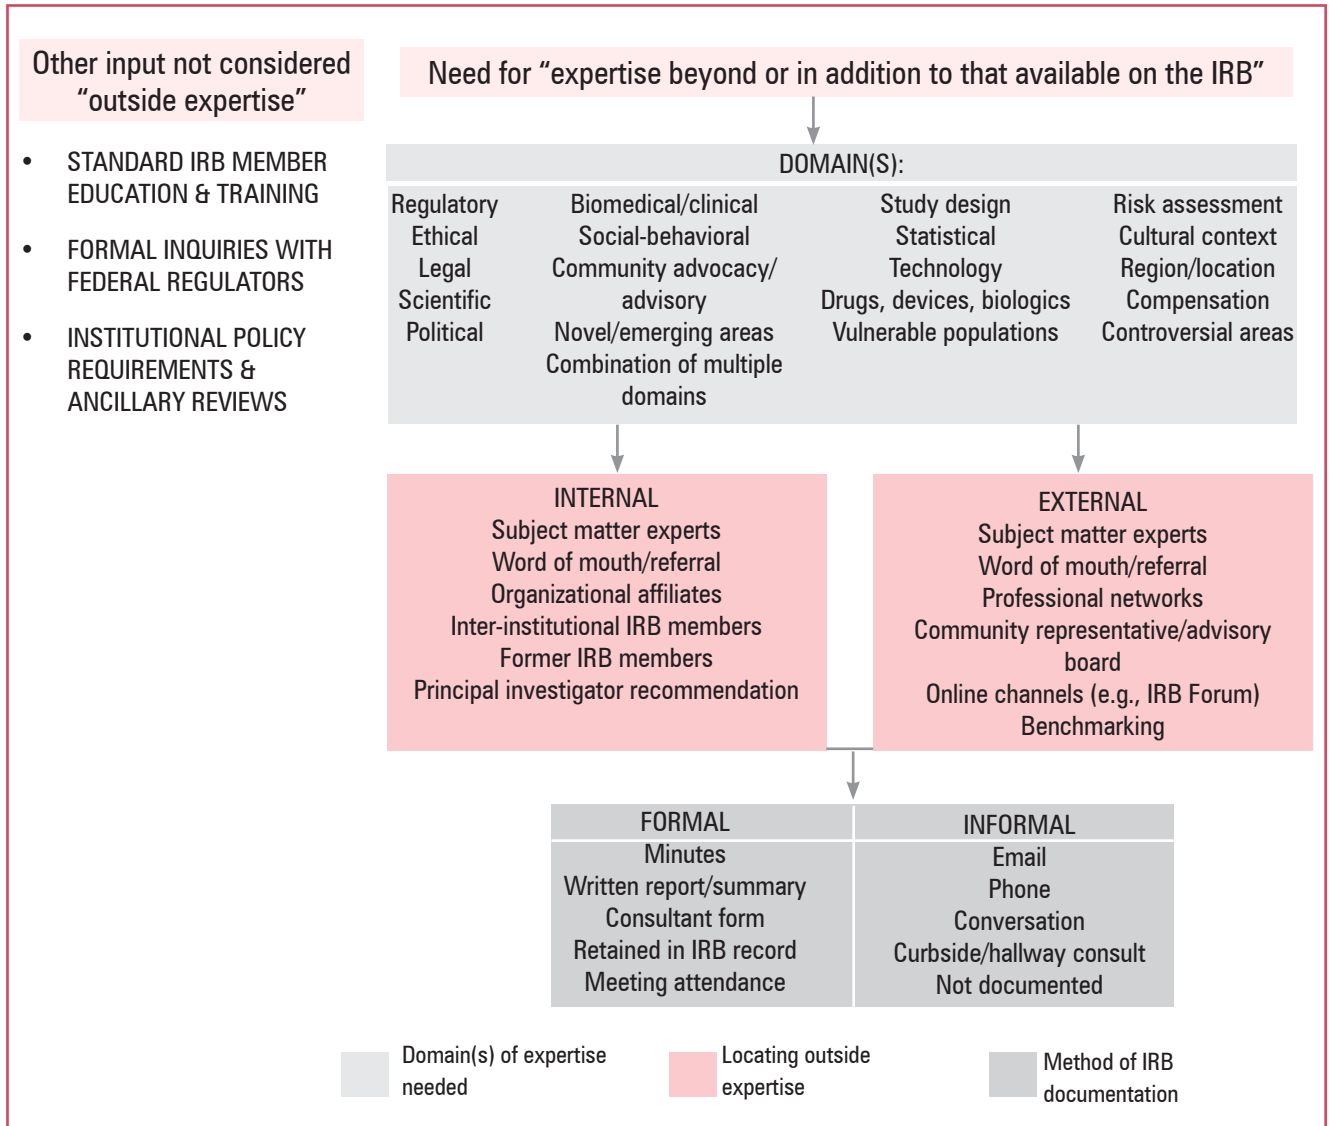 Other input not considered
“outside expertise”
• STANDARD IRB MEMBER
EDUCATION & TRAINING
• FORMAL INQUIRIES WITH
FEDERAL REGULATORS
• INSTITUTIONAL POLICY
REQUIREMENTS &
ANCILLARY REVIEWS
Need for “expertise beyond or in addition to that available on the IRB”
DOMAIN(S):
Regulatory
Ethical
Legal
Scientific
Political
Biomedical/clinical
Social-behavioral
Community advocacy/
advisory
Novel/emerging areas
Combination of multiple
domains
Study design
Statistical
Technology
Drugs, devices, biologics
Vulnerable populations
Risk assessment
Cultural context
Region/location
Compensation
Controversial areas
INTERNAL
Subject matter experts
Word of mouth/referral
Organizational affiliates
Inter-institutional IRB members
Former IRB members
Principal investigator recommendation
EXTERNAL
Subject matter experts
Word of mouth/referral
Professional networks
Community representative/advisory
board
Online channels (e.g., IRB Forum)
Benchmarking
FORMAL
Minutes
Written report/summary
Consultant form
Retained in IRB record
Meeting attendance
INFORMAL
Email
Phone
Conversation
Curbside/hallway consult
Not documented
Domain(s) of expertise
needed
Locating outside
expertise
Method of IRB
documentation